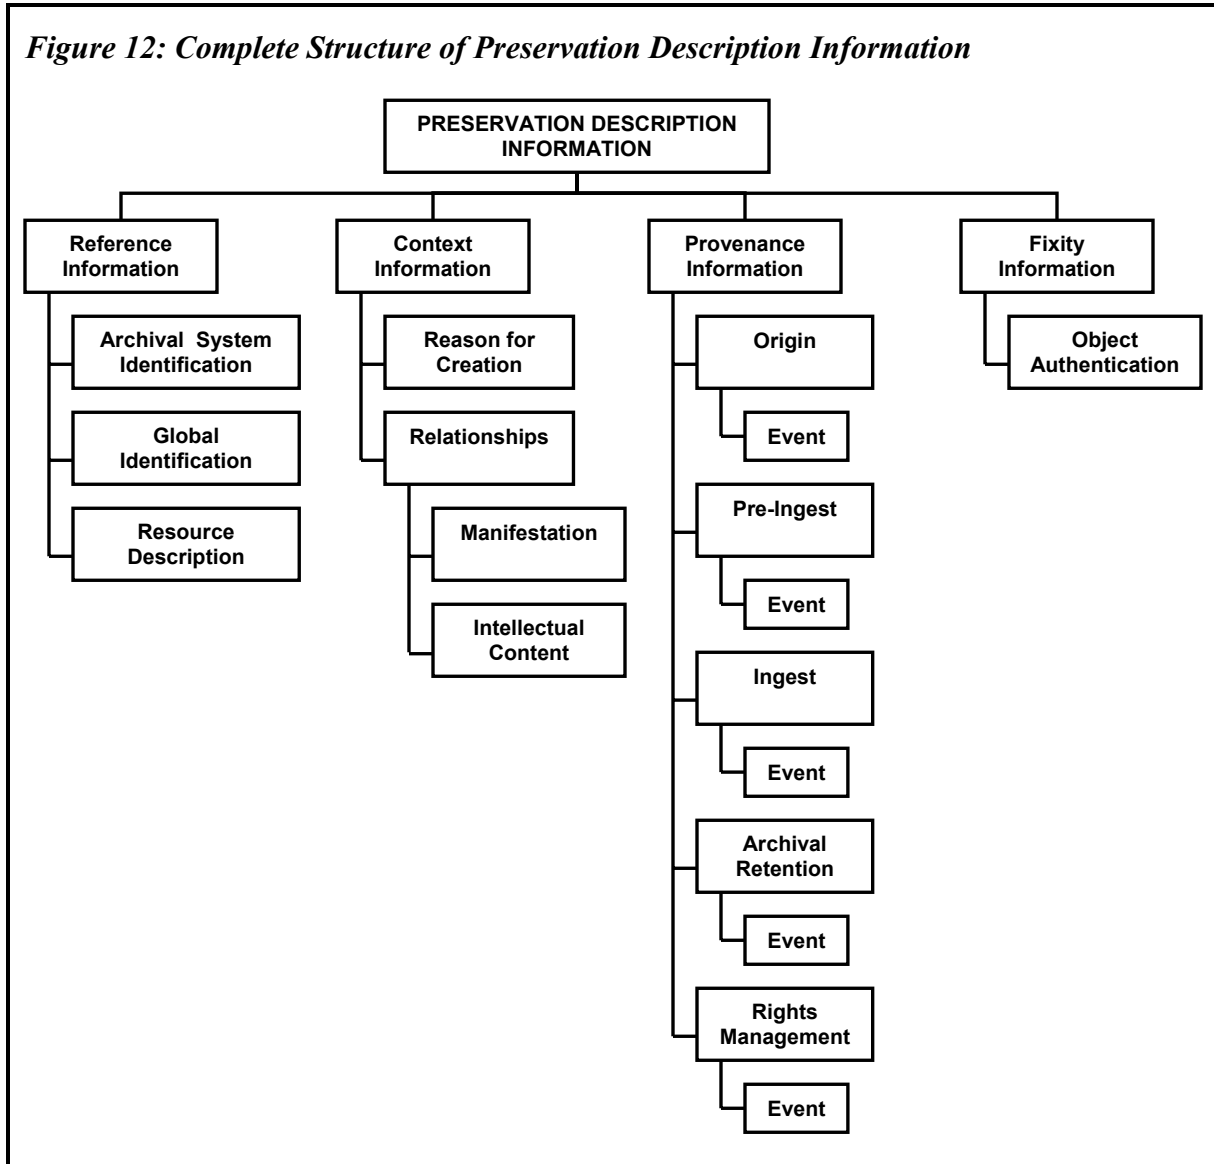 Figure 12: Complete Structure of Preservation Description Information
PRESERVATION DESCRIPTION
INFORMATION
Reference
Information
Archival System
Identification
Global
Identification
Resource
Description
Context
Information
Reason for
Creation
Relationships
Manifestation
Intellectual
Content
Provenance
Information
Origin
Event
Pre-Ingest
Event
Ingest
Event
Archival
Retention
Event
Rights
Management
Event
Fixity
Information
Object
Authentication